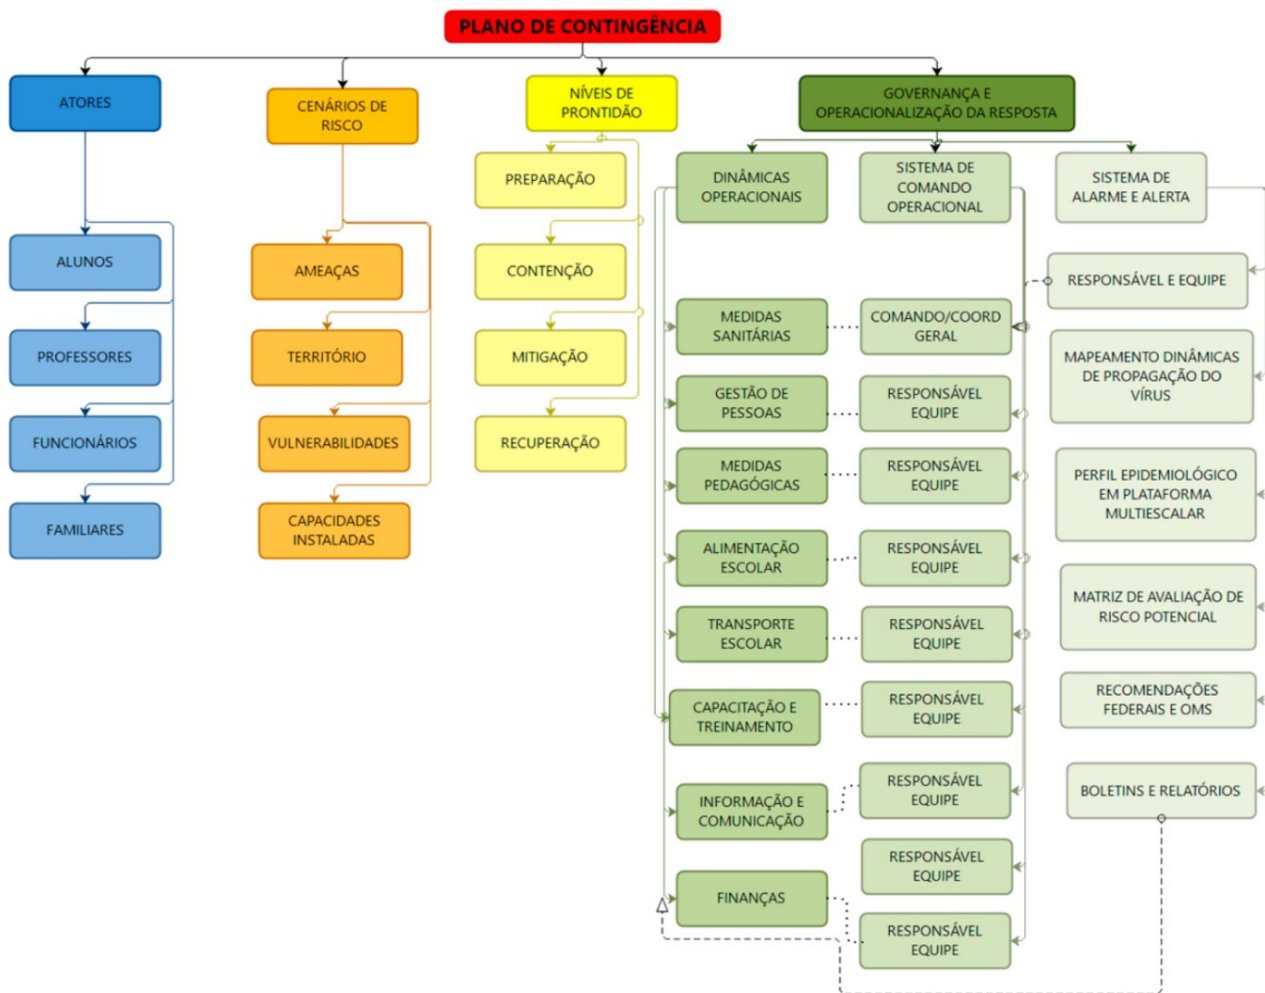 PLANO DE CONTINGÊNCIA
ATORES
CENÁRIOS DE
RISCO
NÍVEIS DE
PRONTIDÃO
GOVERNANÇA E
OPERACIONALIZAÇÃO DA RESPOSTA
ALUNOS
PROFESSORES
FUNCIONÁRIOS
FAMILIARES
AMEAÇAS
TERRITÓRIO
VULNERABILIDADES
CAPACIDADES
INSTALADAS
PREPARAÇÃO
CONTENÇÃO
MITIGAÇÃO
RECUPERAÇÃO
DINÂMICAS
OPERACIONAIS
MEDIDAS
SANITÁRIAS
GESTÃO DE
PESSOAS
MEDIDAS
PEDAGÓGICAS
ALIMENTAÇÃO
ESCOLAR
TRANSPORTE
ESCOLAR
CAPACITAÇÃO E
TREINAMENTO
INFORMAÇÃO E
COMUNICAÇÃO
FINANÇAS
SISTEMA DE
COMANDO
OPERACIONAL
COMANDO/COORD
GERAL
RESPONSÁVEL
EQUIPE
RESPONSÁVEL
EQUIPE
RESPONSÁVEL
EQUIPE
RESPONSÁVEL
EQUIPE
RESPONSÁVEL
EQUIPE
RESPONSÁVEL
EQUIPE
RESPONSÁVEL
EQUIPE
RESPONSÁVEL
EQUIPE
SISTEMA DE
ALARME E ALERTA
RESPONSÁVEL E EQUIPE
MAPEAMENTO DINÂMICAS
DE PROPAGAÇÃO DO
VÍRUS
PERFIL EPIDEMIOLÓGICO
EM PLATAFORMA
MULTIESCALAR
MATRIZ DE AVALIAÇÃO DE
RISCO POTENCIAL
RECOMENDAÇÕES
FEDERAIS E OMS
BOLETINS E RELATÓRIOS